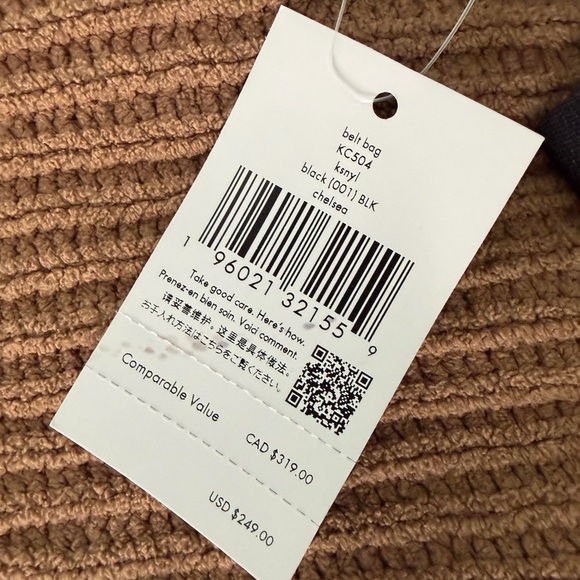 belt bag
KC504
ksnyl
black (001) BLK
chelsea
1 96021 32155 9
Take good care. Here's how.
Prenez-en bien soin. Void comment.
请妥善维护。这里是具体做法。
お手入れ方法はこちらをご覧ください。
Comparable Value
CAD $319.00
USD $249.00